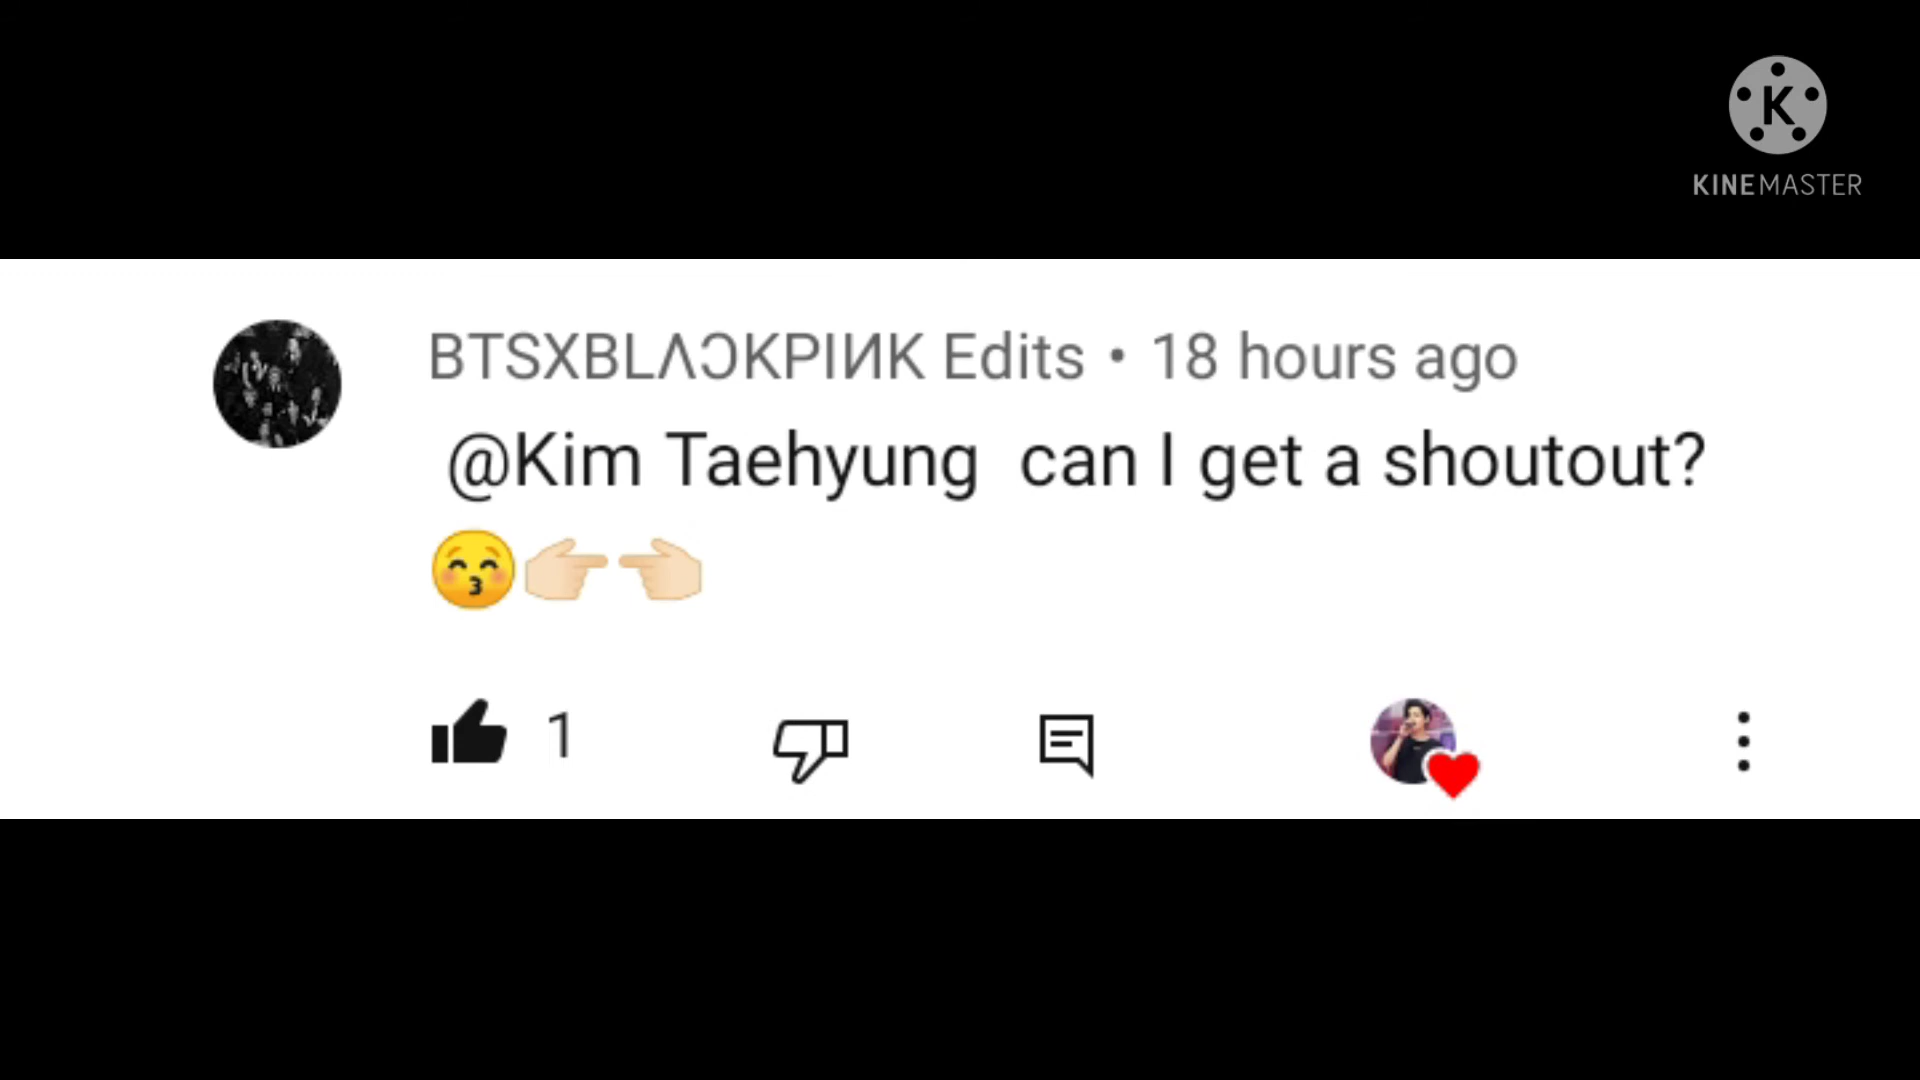 K
KINEMASTER
BTSXBLΛƆKPIИK Edits • 18 hours ago
@Kim Taehyung can I get a shoutout?
😚👉🏻👈🏻
1